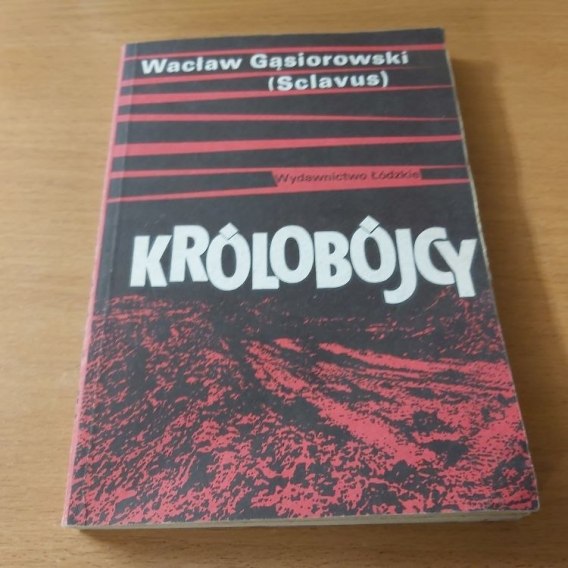 Wacław Gąsiorowski
(Sclavus)
Wydawnictwo Łódzkie
KRÓLOBÓJCY